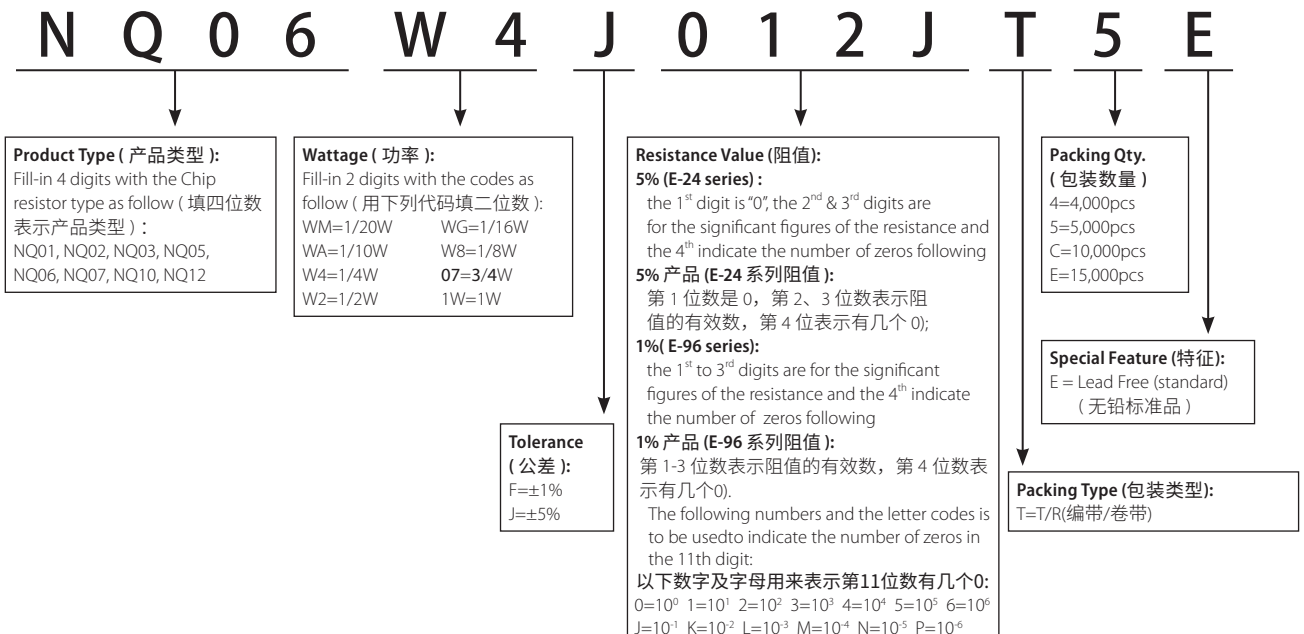 N Q 0 6 W 4 J 0 1 2 J T 5 E
Product Type ( 产品类型 ):
Fill-in 4 digits with the Chip
resistor type as follow ( 填四位数
表示产品类型 ) :
NQ01, NQ02, NQ03, NQ05,
NQ06, NQ07, NQ10, NQ12
Wattage ( 功率 ):
Fill-in 2 digits with the codes as
follow ( 用下列代码填二位数 ):
WM=1/20W WG=1/16W
WA=1/10W W8=1/8W
W4=1/4W 07=3/4W
W2=1/2W 1W=1W
Tolerance
( 公差 ):
F=±1%
J=±5%
Resistance Value (阻值):
5% (E-24 series) :
the 1st digit is “0”, the 2nd & 3rd digits are
for the significant figures of the resistance and
the 4th indicate the number of zeros following
5% 产品 (E-24 系列阻值 ):
第 1 位数是 0，第 2、3 位数表示阻
值的有效数，第 4 位表示有几个 0);
1%( E-96 series):
the 1st to 3rd digits are for the significant
figures of the resistance and the 4th indicate
the number of zeros following
1% 产品 (E-96 系列阻值 ):
第 1-3 位数表示阻值的有效数，第 4 位数表
示有几个0).
The following numbers and the letter codes is
to be usedto indicate the number of zeros in
the 11th digit:
以下数字及字母用来表示第11位数有几个0:
0=10⁰ 1=10¹ 2=10² 3=10³ 4=10⁴ 5=10⁵ 6=10⁶
J=10⁻¹ K=10⁻² L=10⁻³ M=10⁻⁴ N=10⁻⁵ P=10⁻⁶
Packing Qty.
( 包装数量 )
4=4,000pcs
5=5,000pcs
C=10,000pcs
E=15,000pcs
Special Feature (特征):
E = Lead Free (standard)
( 无铅标准品 )
Packing Type (包装类型):
T=T/R(编带/卷带)